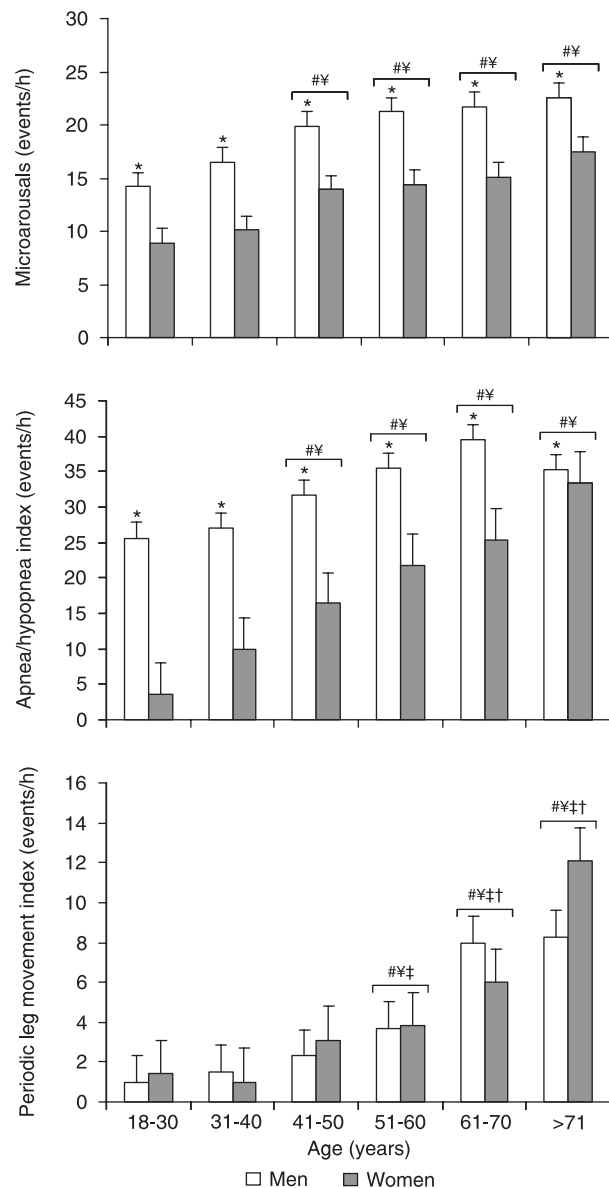 Microarousals (events/h)
30
25
20
15
10
5
0
* * #¥ * #¥ * #¥ * #¥ *
Apnea/hypopnea index (events/h)
45
40
35
30
25
20
15
10
5
0
* * #¥ * #¥ * #¥ * #¥ *
Periodic leg movement index (events/h)
16
14
12
10
8
6
4
2
0
#¥‡ #¥‡† #¥‡†
18-30 31-40 41-50 51-60 61-70 >71
Age (years)
Men Women